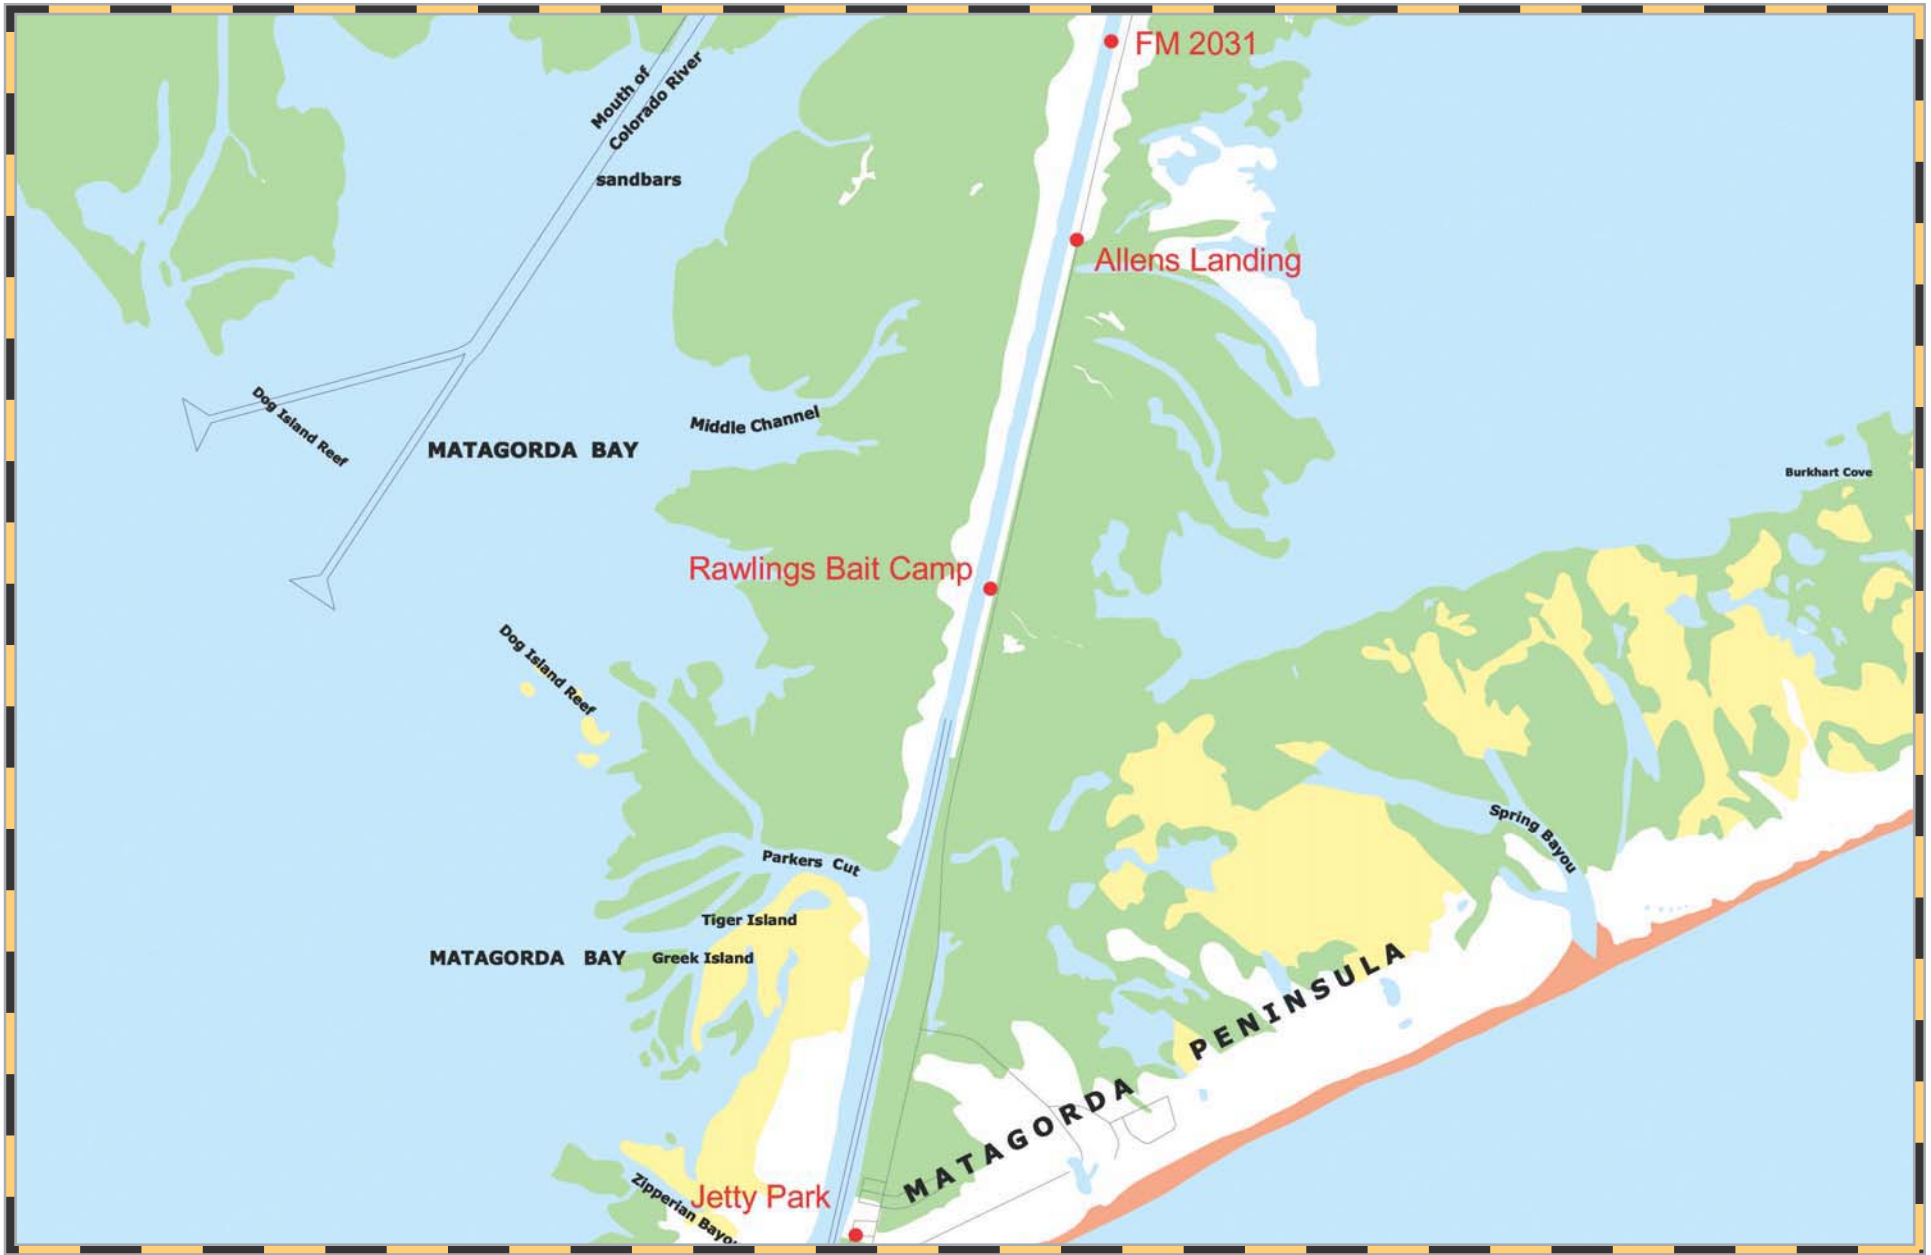 FM 2031
Mouth of
Colorado River
sandbars
Allens Landing
Dog Island Reef
MATAGORDA BAY
Middle Channel
Burkhart Cove
Rawlings Bait Camp
Dog Island Reef
Spring Bayou
Parkers Cut
Tiger Island
MATAGORDA BAY
Greek Island
MATAGORDA PENINSULA
Jetty Park
Zipperian Bayou